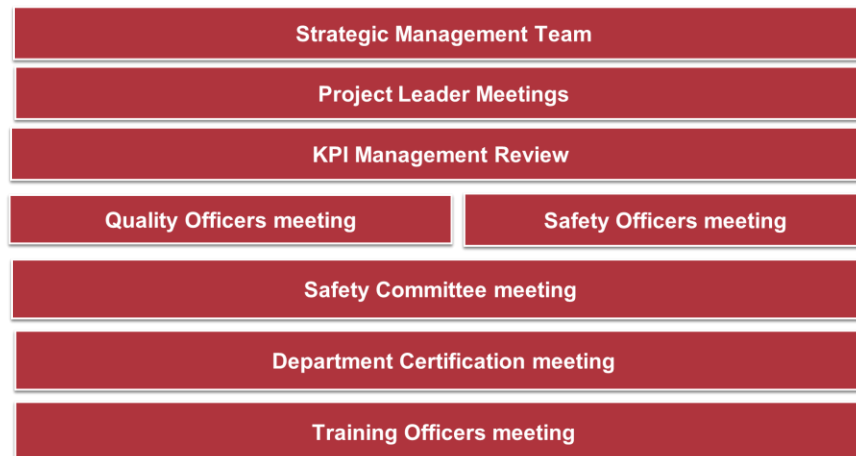 Strategic Management Team
Project Leader Meetings
KPI Management Review
Quality Officers meeting
Safety Officers meeting
Safety Committee meeting
Department Certification meeting
Training Officers meeting